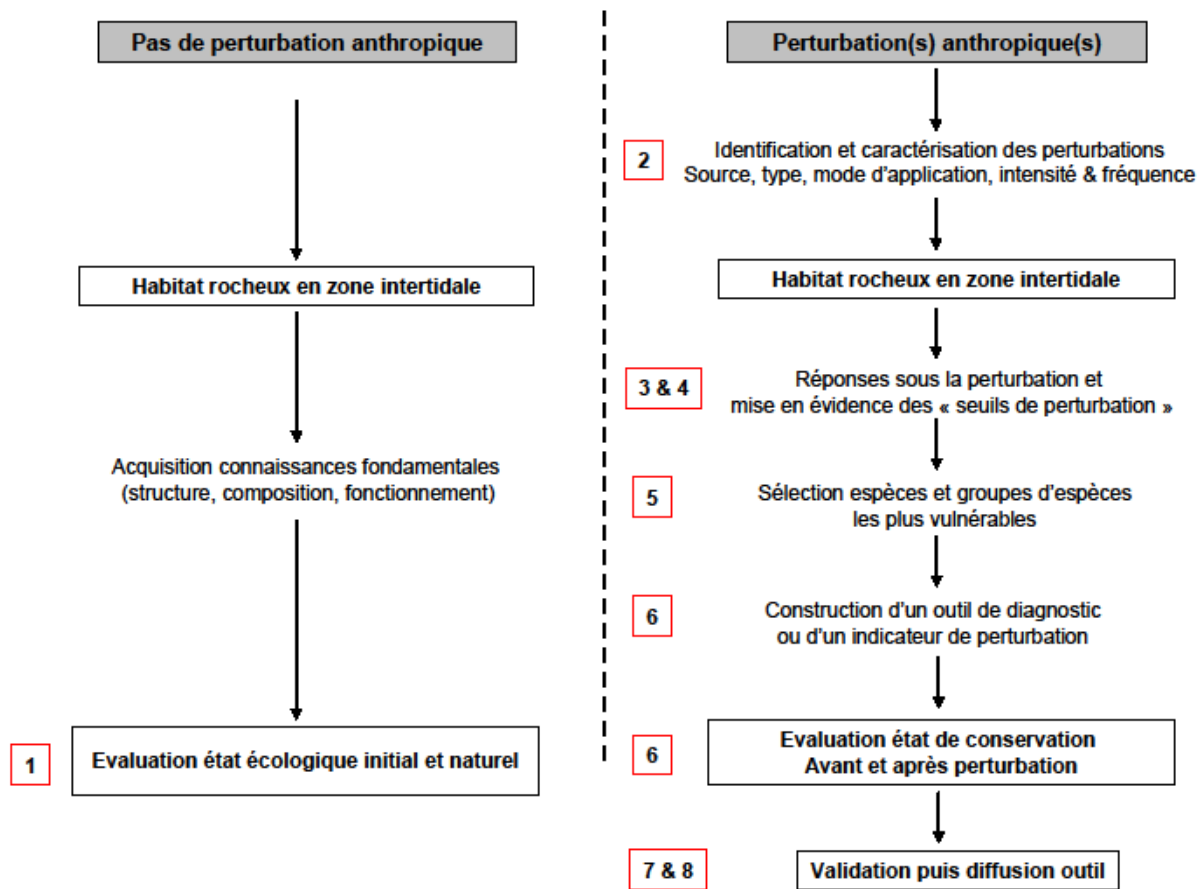 Pas de perturbation anthropique
Habitat rocheux en zone intertidale
Acquisition connaissances fondamentales
(structure, composition, fonctionnement)
1
Evaluation état écologique initial et naturel
Perturbation(s) anthropique(s)
2
Identification et caractérisation des perturbations
Source, type, mode d'application, intensité & fréquence
Habitat rocheux en zone intertidale
3 & 4
Réponses sous la perturbation et
mise en évidence des « seuils de perturbation »
5
Sélection espèces et groupes d'espèces
les plus vulnérables
6
Construction d'un outil de diagnostic
ou d'un indicateur de perturbation
6
Evaluation état de conservation
Avant et après perturbation
7 & 8
Validation puis diffusion outil